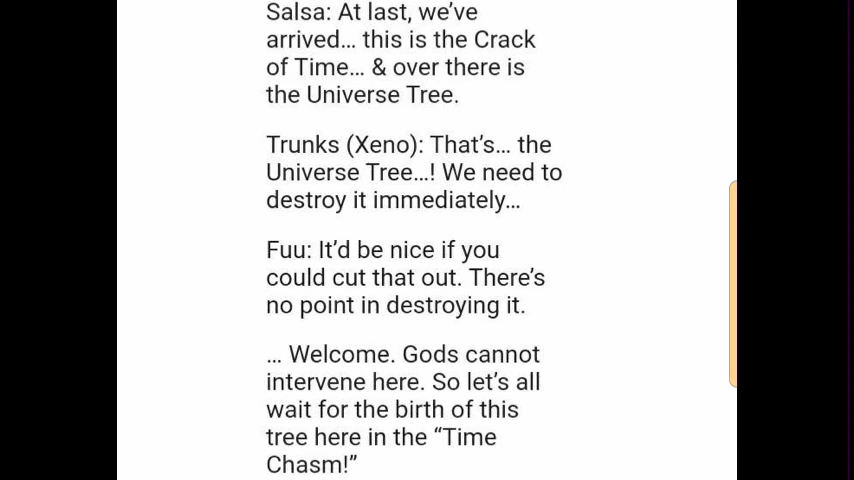 Salsa: At last, we’ve
arrived… this is the Crack
of Time… & over there is
the Universe Tree.
Trunks (Xeno): That’s… the
Universe Tree…! We need to
destroy it immediately…
Fuu: It’d be nice if you
could cut that out. There’s
no point in destroying it.
… Welcome. Gods cannot
intervene here. So let’s all
wait for the birth of this
tree here in the “Time
Chasm!”